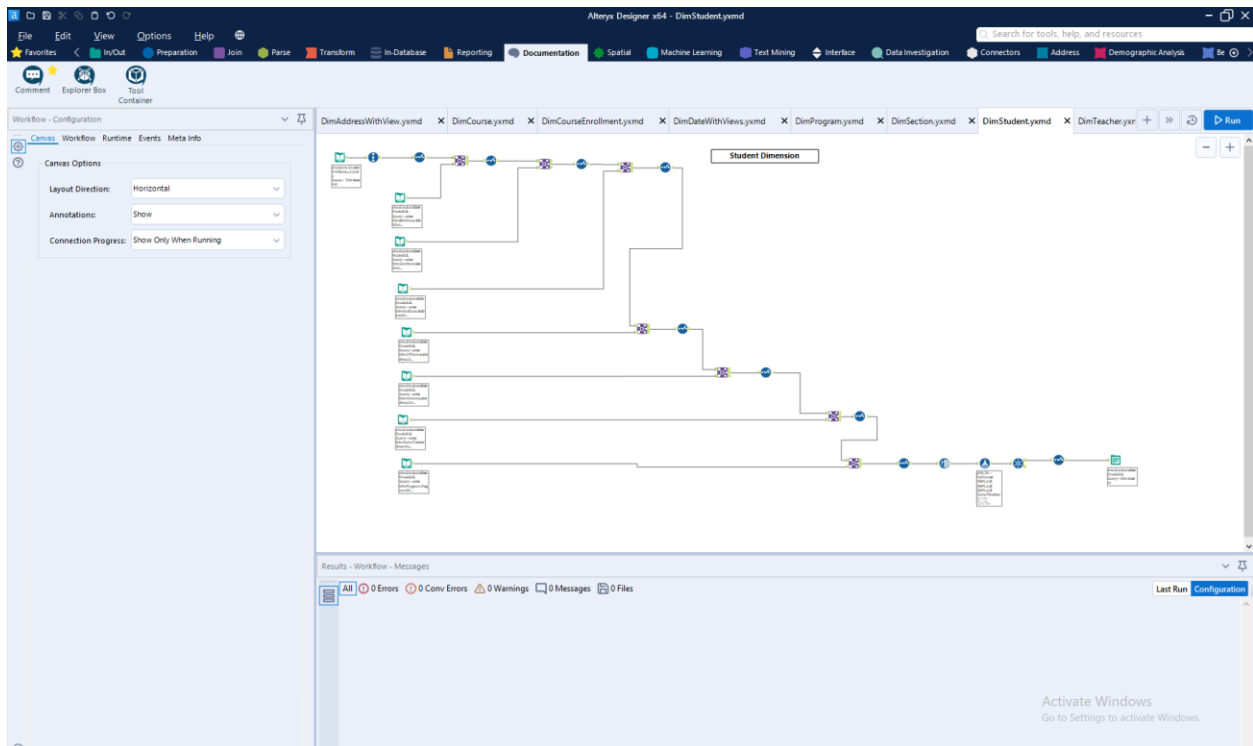 Alteryx Designer x64 - DimStudent.yxmd
File Edit View Options Help
Search for tools, help, and resources
Favorites In/Out Preparation Join Parse Transform In-Database Reporting Documentation Spatial Machine Learning Text Mining Interface Data Investigation Connectors Address Demographic Analysis Be
Comment Explorer Box Tool Container
Workflow - Configuration
DimAddressWithView.yxmd DimCourse.yxmd DimCourseEnrollment.yxmd DimDateWithViews.yxmd DimProgram.yxmd DimSection.yxmd DimStudent.yxmd DimTeacher.yxr Run
Canvas Workflow Runtime Events Meta Info
Canvas Options
Layout Direction: Horizontal
Annotations: Show
Connection Progress: Show Only When Running
Student Dimension
Results - Workflow - Messages
All 0 Errors 0 Conv Errors 0 Warnings 0 Messages 0 Files
Last Run Configuration
Activate Windows
Go to Settings to activate Windows.